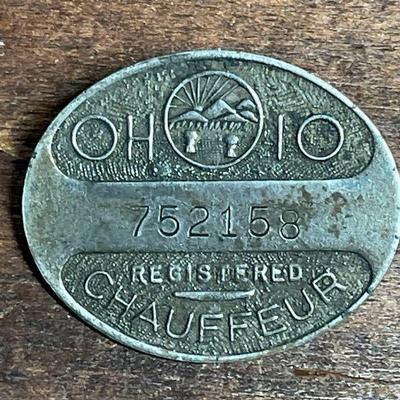 OHIO
752158
REGISTERED
CHAUFFEUR